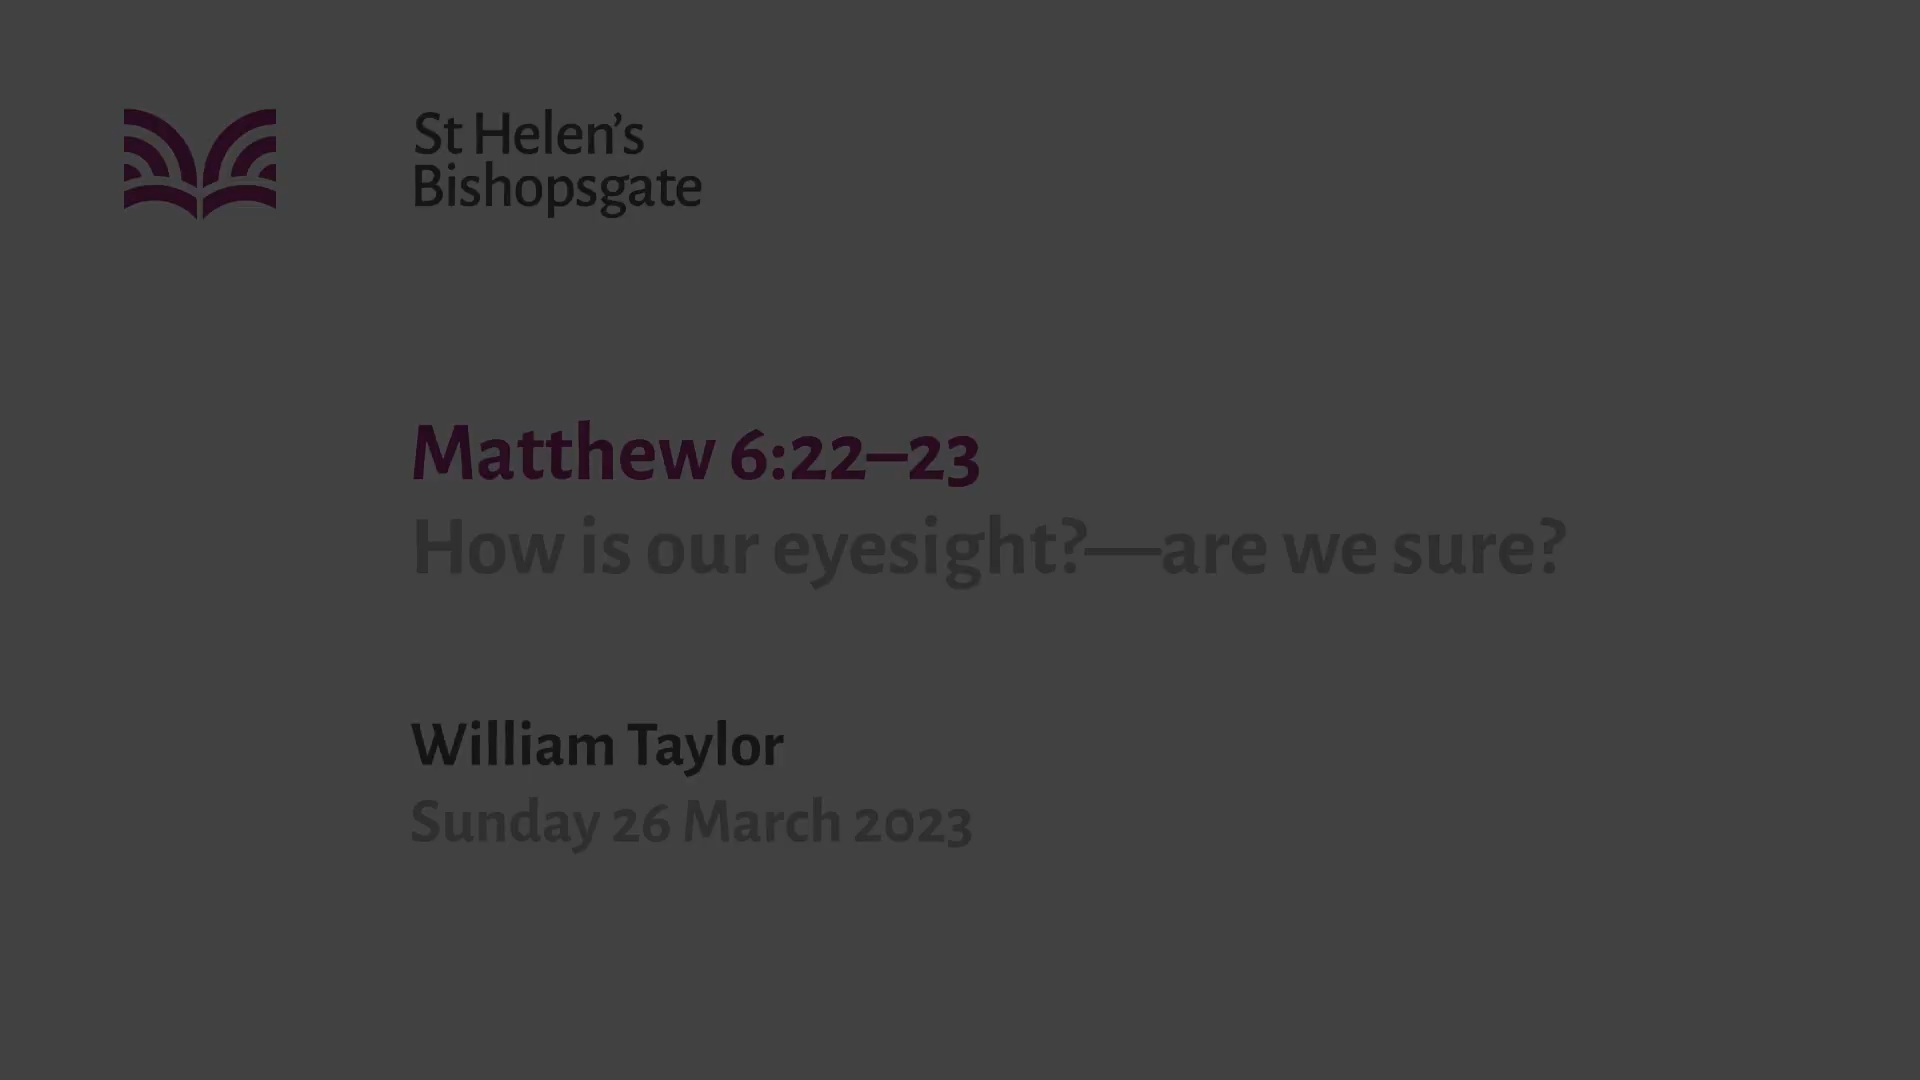 St Helen’s
Bishopsgate
Matthew 6:22–23
How is our eyesight?—are we sure?
William Taylor
Sunday 26 March 2023